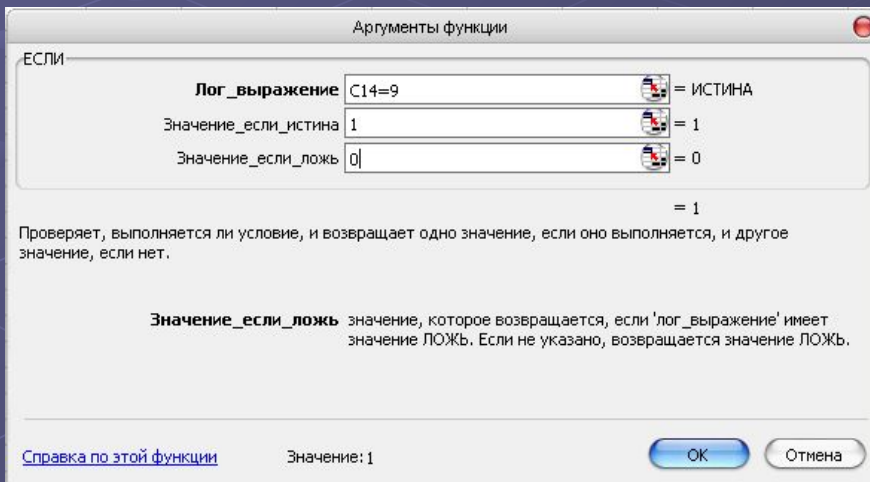 Аргументы функции
ЕСЛИ
Лог_выражение C14=9 = ИСТИНА
Значение_если_истина 1 = 1
Значение_если_ложь 0 = 0
= 1
Проверяет, выполняется ли условие, и возвращает одно значение, если оно выполняется, и другое
значение, если нет.
Значение_если_ложь значение, которое возвращается, если 'лог_выражение' имеет
значение ЛОЖЬ. Если не указано, возвращается значение ЛОЖЬ.
Справка по этой функции Значение:1 ОК Отмена